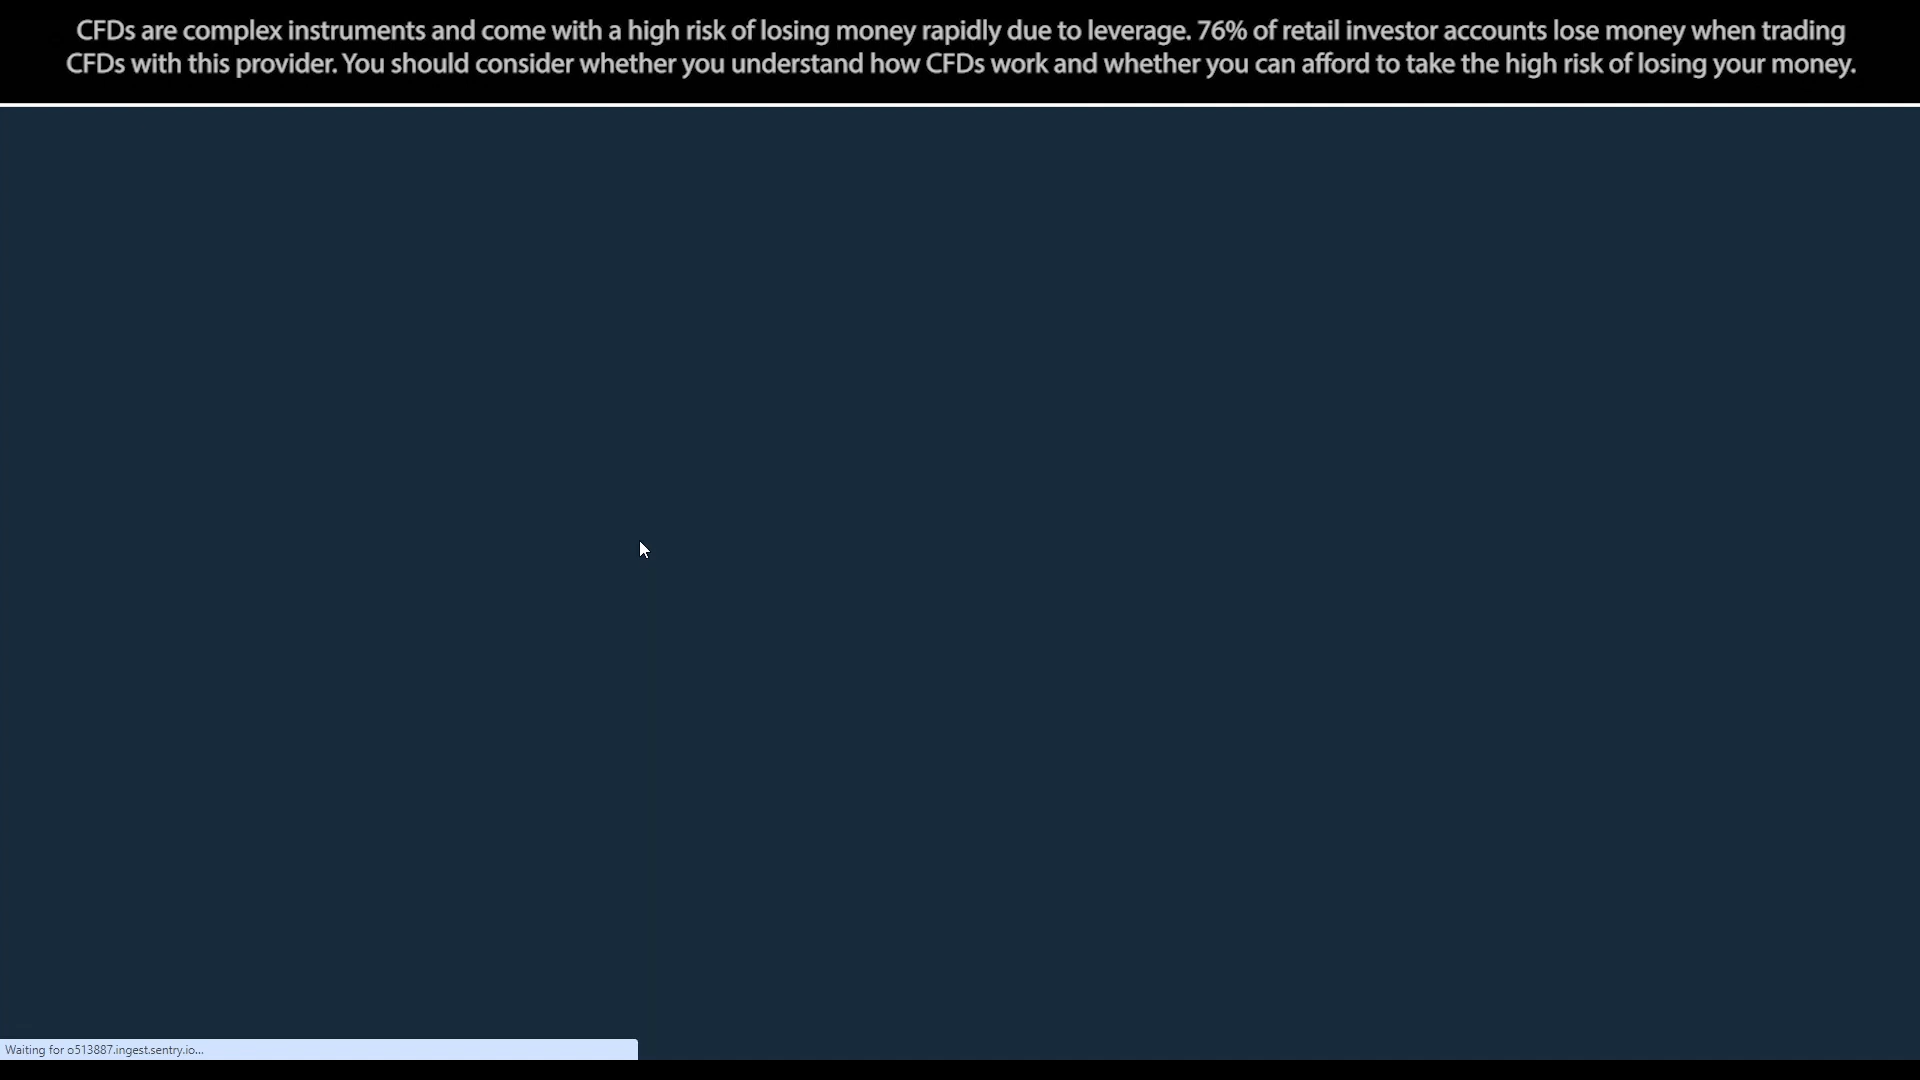 CFDs are complex instruments and come with a high risk of losing money rapidly due to leverage. 76% of retail investor accounts lose money when trading
CFDs with this provider. You should consider whether you understand how CFDs work and whether you can afford to take the high risk of losing your money.
Waiting for o513887.ingest.sentry.io...